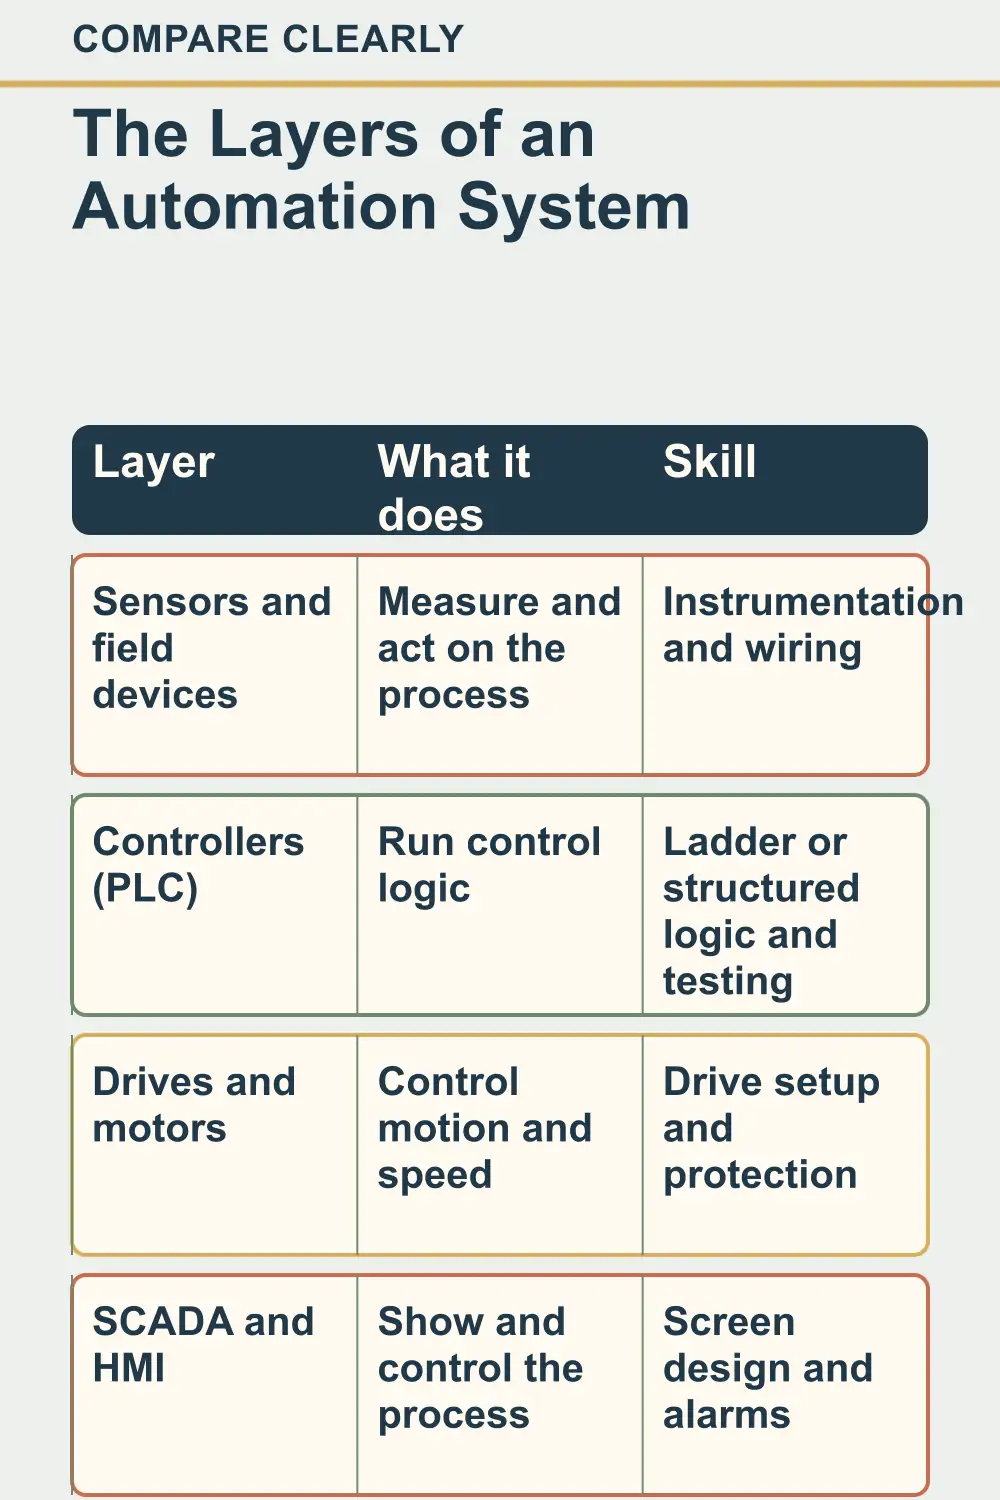 COMPARE CLEARLY
The Layers of an
Automation System
Layer
What it
does
Skill
Sensors and
field
devices
Measure and
act on the
process
Instrumentation
and wiring
Controllers
(PLC)
Run control
logic
Ladder or
structured
logic and
testing
Drives and
motors
Control
motion and
speed
Drive setup
and
protection
SCADA and
HMI
Show and
control the
process
Screen
design and
alarms